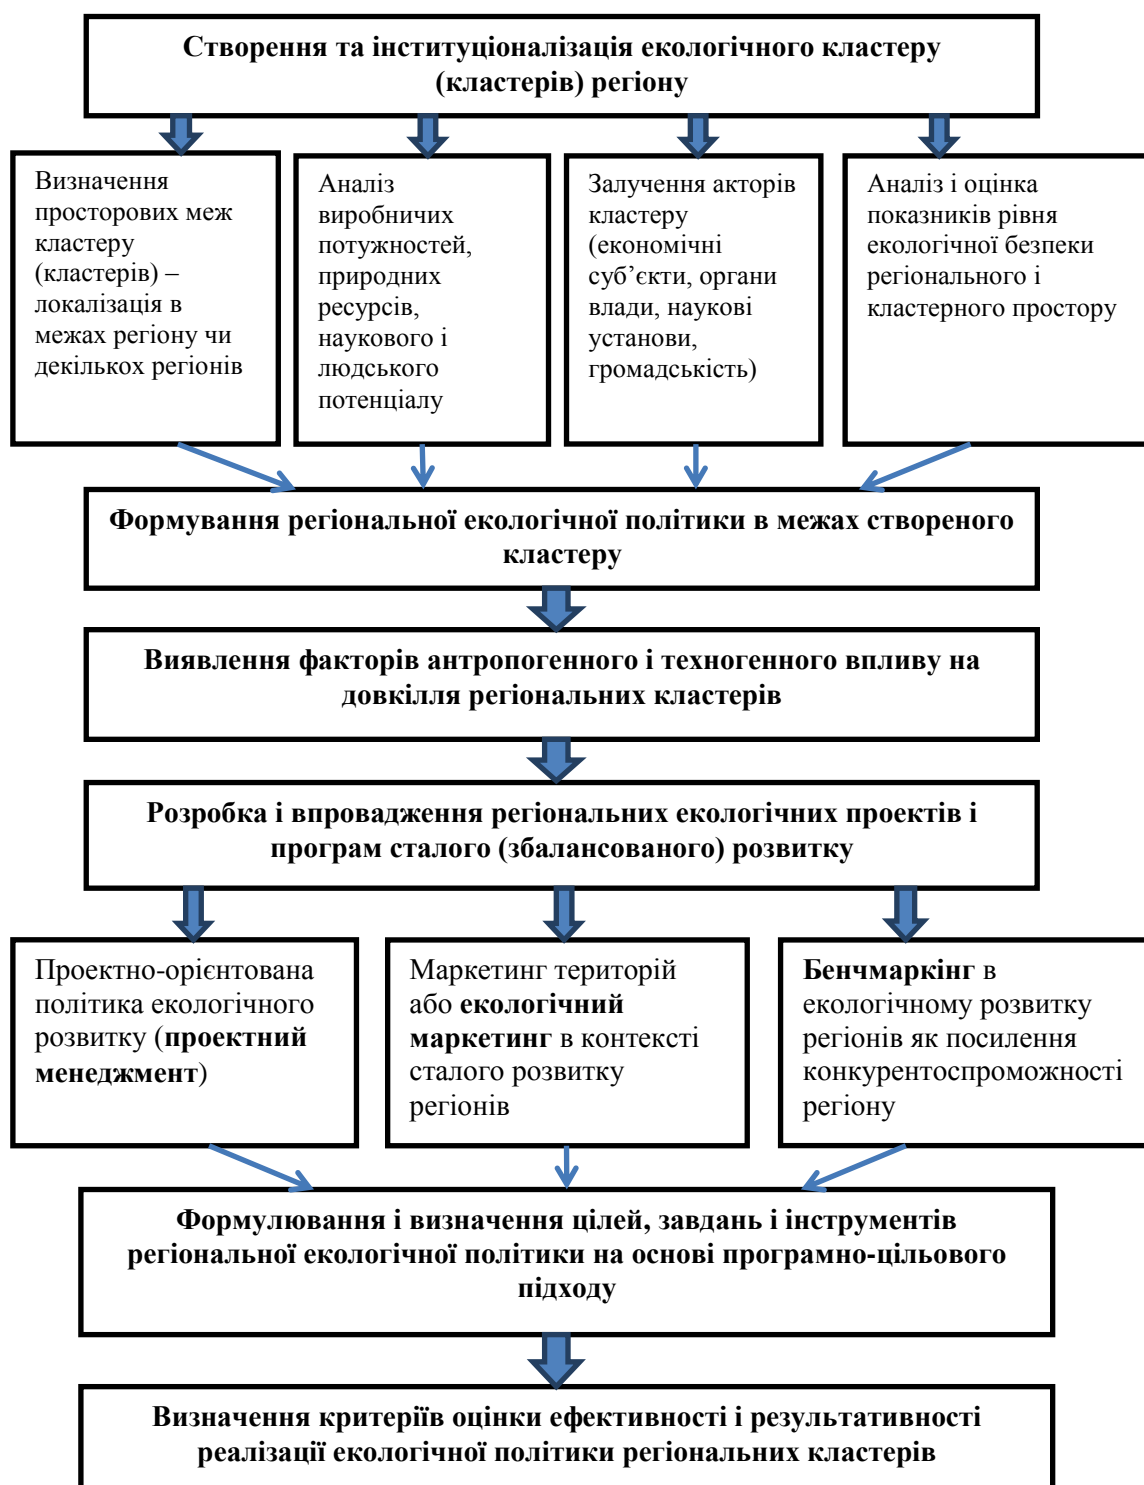 Створення та інституціоналізація екологічного кластеру
(кластерів) регіону
Визначення
просторових меж
кластеру
(кластерів) –
локалізація в
межах регіону чи
декількох регіонів
Аналіз
виробничих
потужностей,
природних
ресурсів,
наукового і
людського
потенціалу
Залучення акторів
кластеру
(економічні
суб’єкти, органи
влади, наукові
установи,
громадськість)
Аналіз і оцінка
показників рівня
екологічної безпеки
регіонального і
кластерного простору
Формування регіональної екологічної політики в межах створеного
кластеру
Виявлення факторів антропогенного і техногенного впливу на
довкілля регіональних кластерів
Розробка і впровадження регіональних екологічних проектів і
програм сталого (збалансованого) розвитку
Проектно-орієнтована
політика екологічного
розвитку (проектний
менеджмент)
Маркетинг територій
або екологічний
маркетинг в контексті
сталого розвитку
регіонів
Бенчмаркінг в
екологічному розвитку
регіонів як посилення
конкурентоспроможності
регіону
Формулювання і визначення цілей, завдань і інструментів
регіональної екологічної політики на основі програмно-цільового
підходу
Визначення критеріїв оцінки ефективності і результативності
реалізації екологічної політики регіональних кластерів